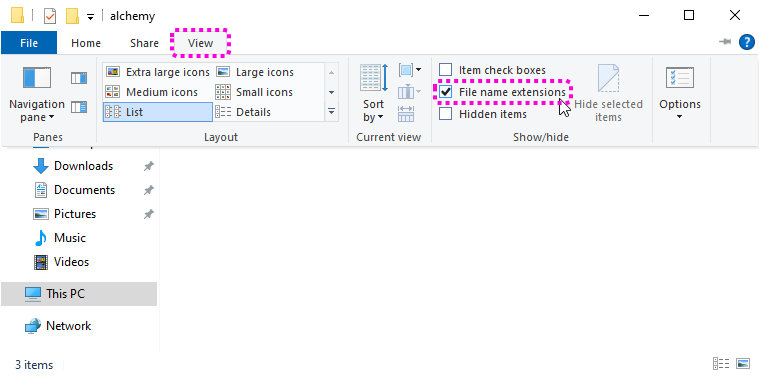 alchemy
File Home Share View
Extra large icons Large icons
Medium icons Small icons
List Details
Navigation
pane
Sort
by
Item check boxes
File name extensions
Hidden items
Hide selected
items
Options
Panes Layout Current view Show/hide
Downloads
Documents
Pictures
Music
Videos
This PC
Network
3 items